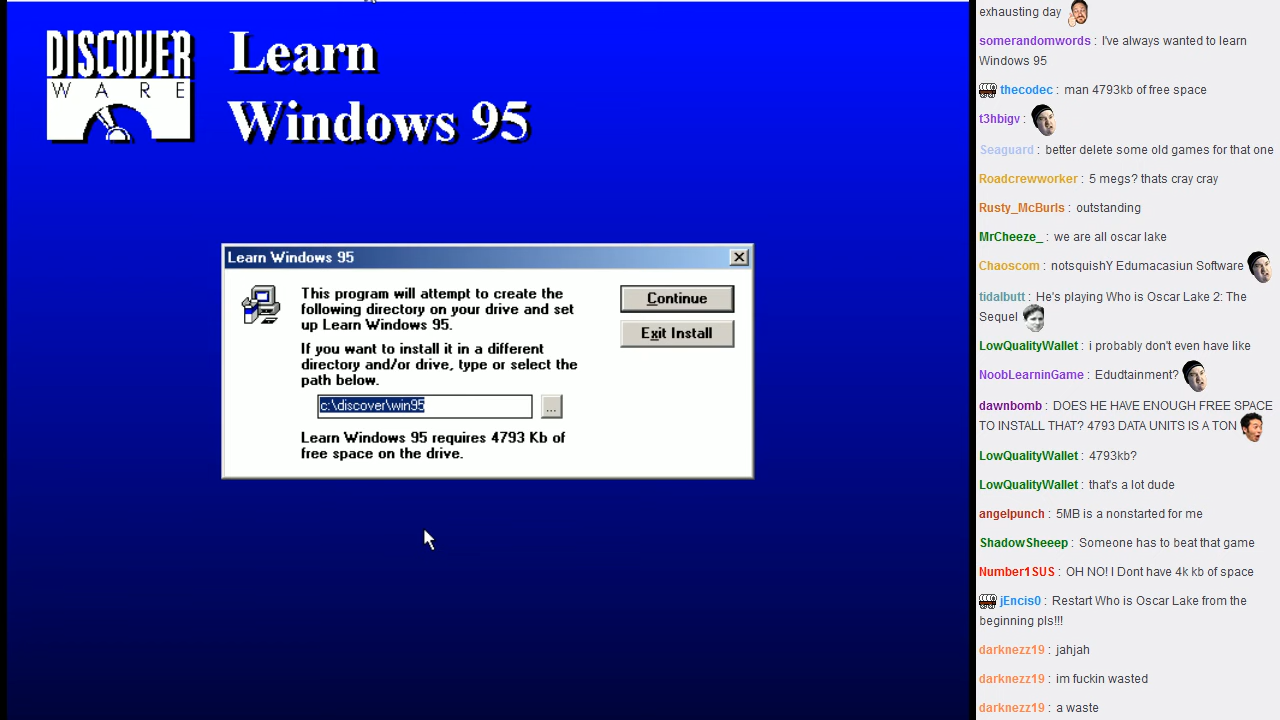 DISCOVER
WARE
Learn
Windows 95
Learn Windows 95
This program will attempt to create the
following directory on your drive and set
up Learn Windows 95.
If you want to install it in a different
directory and/or drive, type or select the
path below.
c:\discover\win95
...
Learn Windows 95 requires 4793 Kb of
free space on the drive.
Continue
Exit Install
exhausting day
somerandomwords : I've always wanted to learn
Windows 95
thecodec : man 4793kb of free space
t3hbigv :
Seaguard : better delete some old games for that one
Roadcrewworker : 5 megs? thats cray cray
Rusty_McBurls : outstanding
MrCheeze_ : we are all oscar lake
Chaoscom : notsquishY Edumacasiun Software
tidalbutt : He's playing Who is Oscar Lake 2: The
Sequel
LowQualityWallet : i probably don't even have like
NoobLearninGame : Edudtainment?
dawnbomb : DOES HE HAVE ENOUGH FREE SPACE
TO INSTALL THAT? 4793 DATA UNITS IS A TON
LowQualityWallet : 4793kb?
LowQualityWallet : that's a lot dude
angelpunch : 5MB is a nonstarted for me
ShadowSheeep : Someone has to beat that game
Number1SUS : OH NO! I Dont have 4k kb of space
jEncis0 : Restart Who is Oscar Lake from the
beginning pls!!!
darknezz19 : jahjah
darknezz19 : im fuckin wasted
darknezz19 : a waste